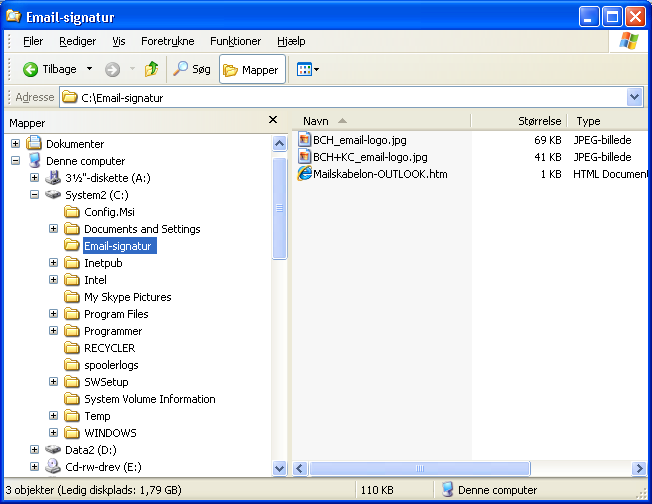 Email-signatur
Filer Rediger Vis Foretrykne Funktioner Hjælp
Tilbage Søg Mapper
Adresse C:\Email-signatur
Mapper
Navn Størrelse Type
BCH_email-logo.jpg 69 KB JPEG-billede
BCH+KC_email-logo.jpg 41 KB JPEG-billede
Mailskabelon-OUTLOOK.htm 1 KB HTML Document
Dokumenter
Denne computer
3½"-diskette (A:)
System2 (C:)
Config.Msi
Documents and Settings
Email-signatur
Inetpub
Intel
My Skype Pictures
Program Files
Programmer
RECYCLER
spoolerlogs
SWSetup
System Volume Information
Temp
WINDOWS
Data2 (D:)
Cd-rw-drev (E:)
3 objekter (Ledig diskplads: 1,79 GB) 110 KB Denne computer